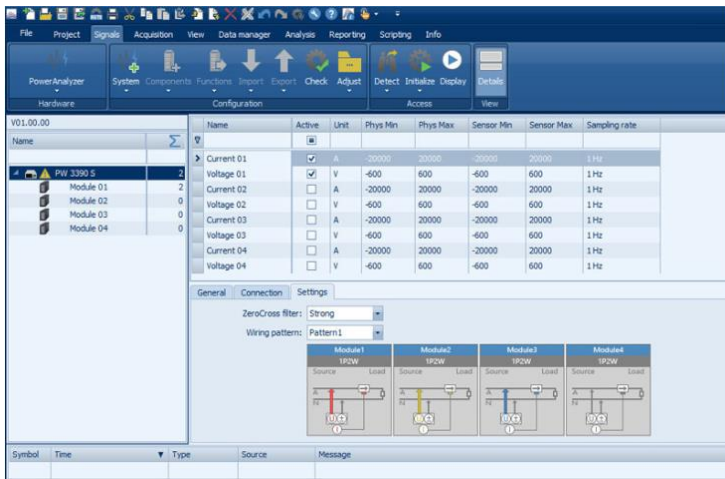 File Project Signals Acquisition View Data manager Analysis Reporting Scripting Info
PowerAnalyzer System Components Functions Import Export Check Adjust Detect Initialize Display Details
Hardware Configuration Access View
V01.00.00
Name Σ
PW 3390 S 2
Module 01 2
Module 02 0
Module 03 0
Module 04 0
Name Active Unit Phys Min Phys Max Sensor Min Sensor Max Sampling rate
Current 01 A -20000 20000 -20000 20000 1 Hz
Voltage 01 V -600 600 -600 600 1 Hz
Current 02 A -20000 20000 -20000 20000 1 Hz
Voltage 02 V -600 600 -600 600 1 Hz
Current 03 A -20000 20000 -20000 20000 1 Hz
Voltage 03 V -600 600 -600 600 1 Hz
Current 04 A -20000 20000 -20000 20000 1 Hz
Voltage 04 V -600 600 -600 600 1 Hz
General Connection Settings
ZeroCross filter: Strong
Wiring pattern: Pattern1
Module1 Module2 Module3 Module4
1P2W 1P2W 1P2W 1P2W
Source Load Source Load Source Load Source Load
A A A A
N N N N
Symbol Time Type Source Message